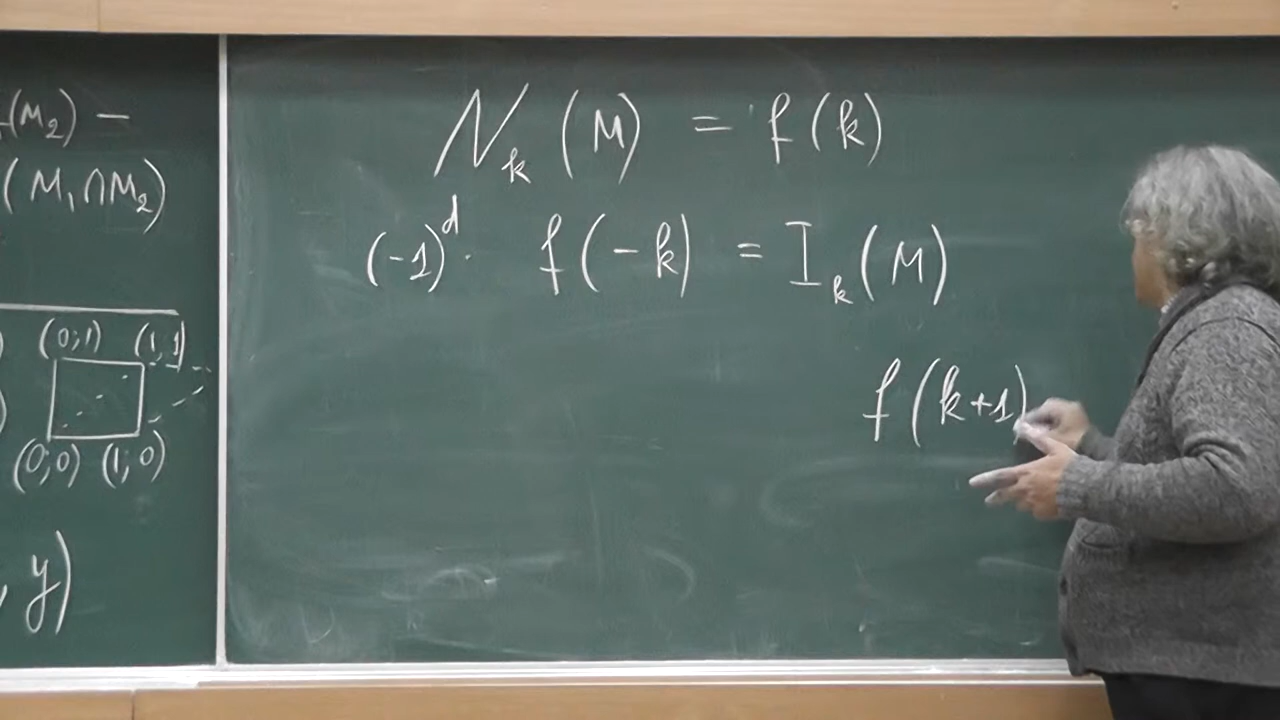 (M₂) −
(M₁ ∩ M₂)
(0;1) (1,1)
(0;0) (1;0)
, y)
N_k (M) = f(k)
(-1)^d · f(-k) = I_k (M)
f(k+1)